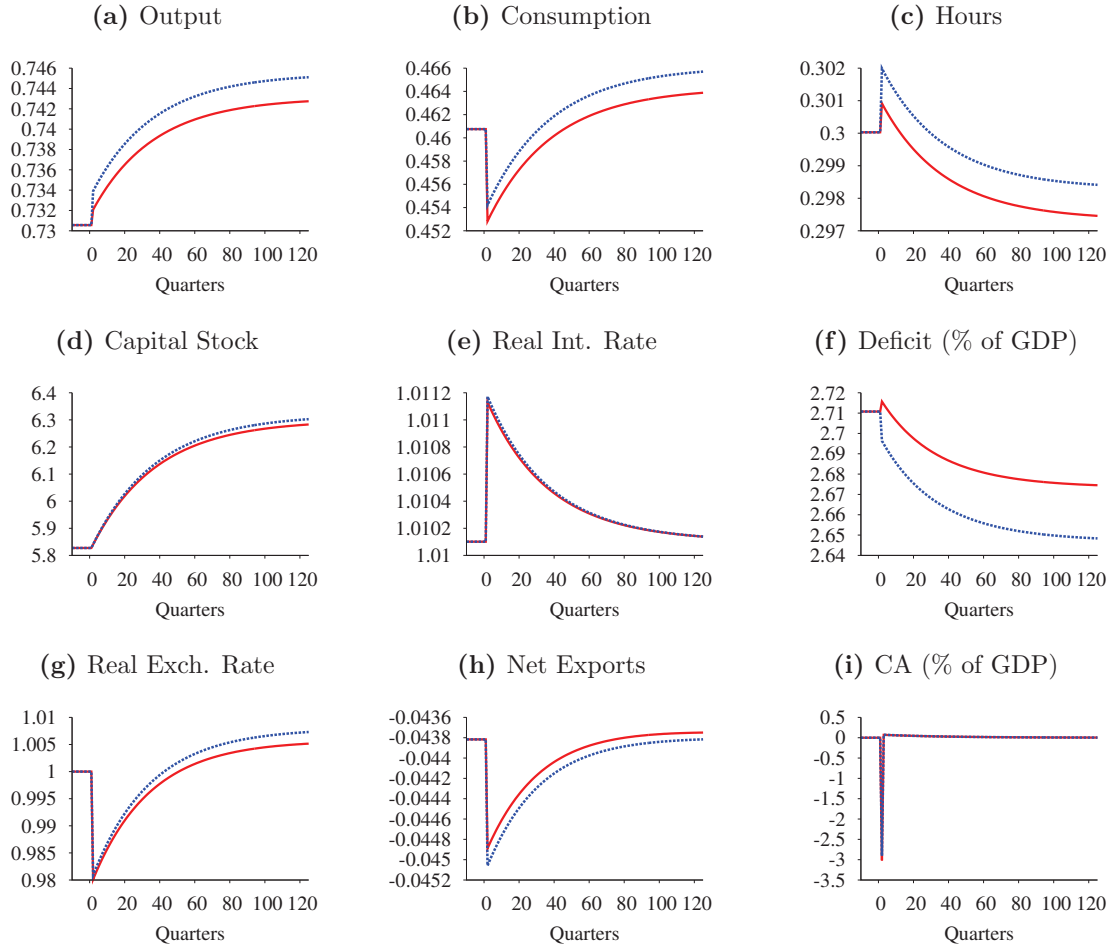 (a) Output
0.746
0.744
0.742
0.74
0.738
0.736
0.734
0.732
0.73
0 20 40 60 80 100 120
Quarters
(b) Consumption
0.466
0.464
0.462
0.46
0.458
0.456
0.454
0.452
0 20 40 60 80 100 120
Quarters
(c) Hours
0.302
0.301
0.3
0.299
0.298
0.297
0 20 40 60 80 100 120
Quarters
(d) Capital Stock
6.4
6.3
6.2
6.1
6
5.9
5.8
0 20 40 60 80 100 120
Quarters
(e) Real Int. Rate
1.0112
1.011
1.0108
1.0106
1.0104
1.0102
1.01
0 20 40 60 80 100 120
Quarters
(f) Deficit (% of GDP)
2.72
2.71
2.7
2.69
2.68
2.67
2.66
2.65
2.64
0 20 40 60 80 100 120
Quarters
(g) Real Exch. Rate
1.01
1.005
1
0.995
0.99
0.985
0.98
0 20 40 60 80 100 120
Quarters
(h) Net Exports
-0.0436
-0.0438
-0.044
-0.0442
-0.0444
-0.0446
-0.0448
-0.045
-0.0452
0 20 40 60 80 100 120
Quarters
(i) CA (% of GDP)
0.5
0
-0.5
-1
-1.5
-2
-2.5
-3
-3.5
0 20 40 60 80 100 120
Quarters